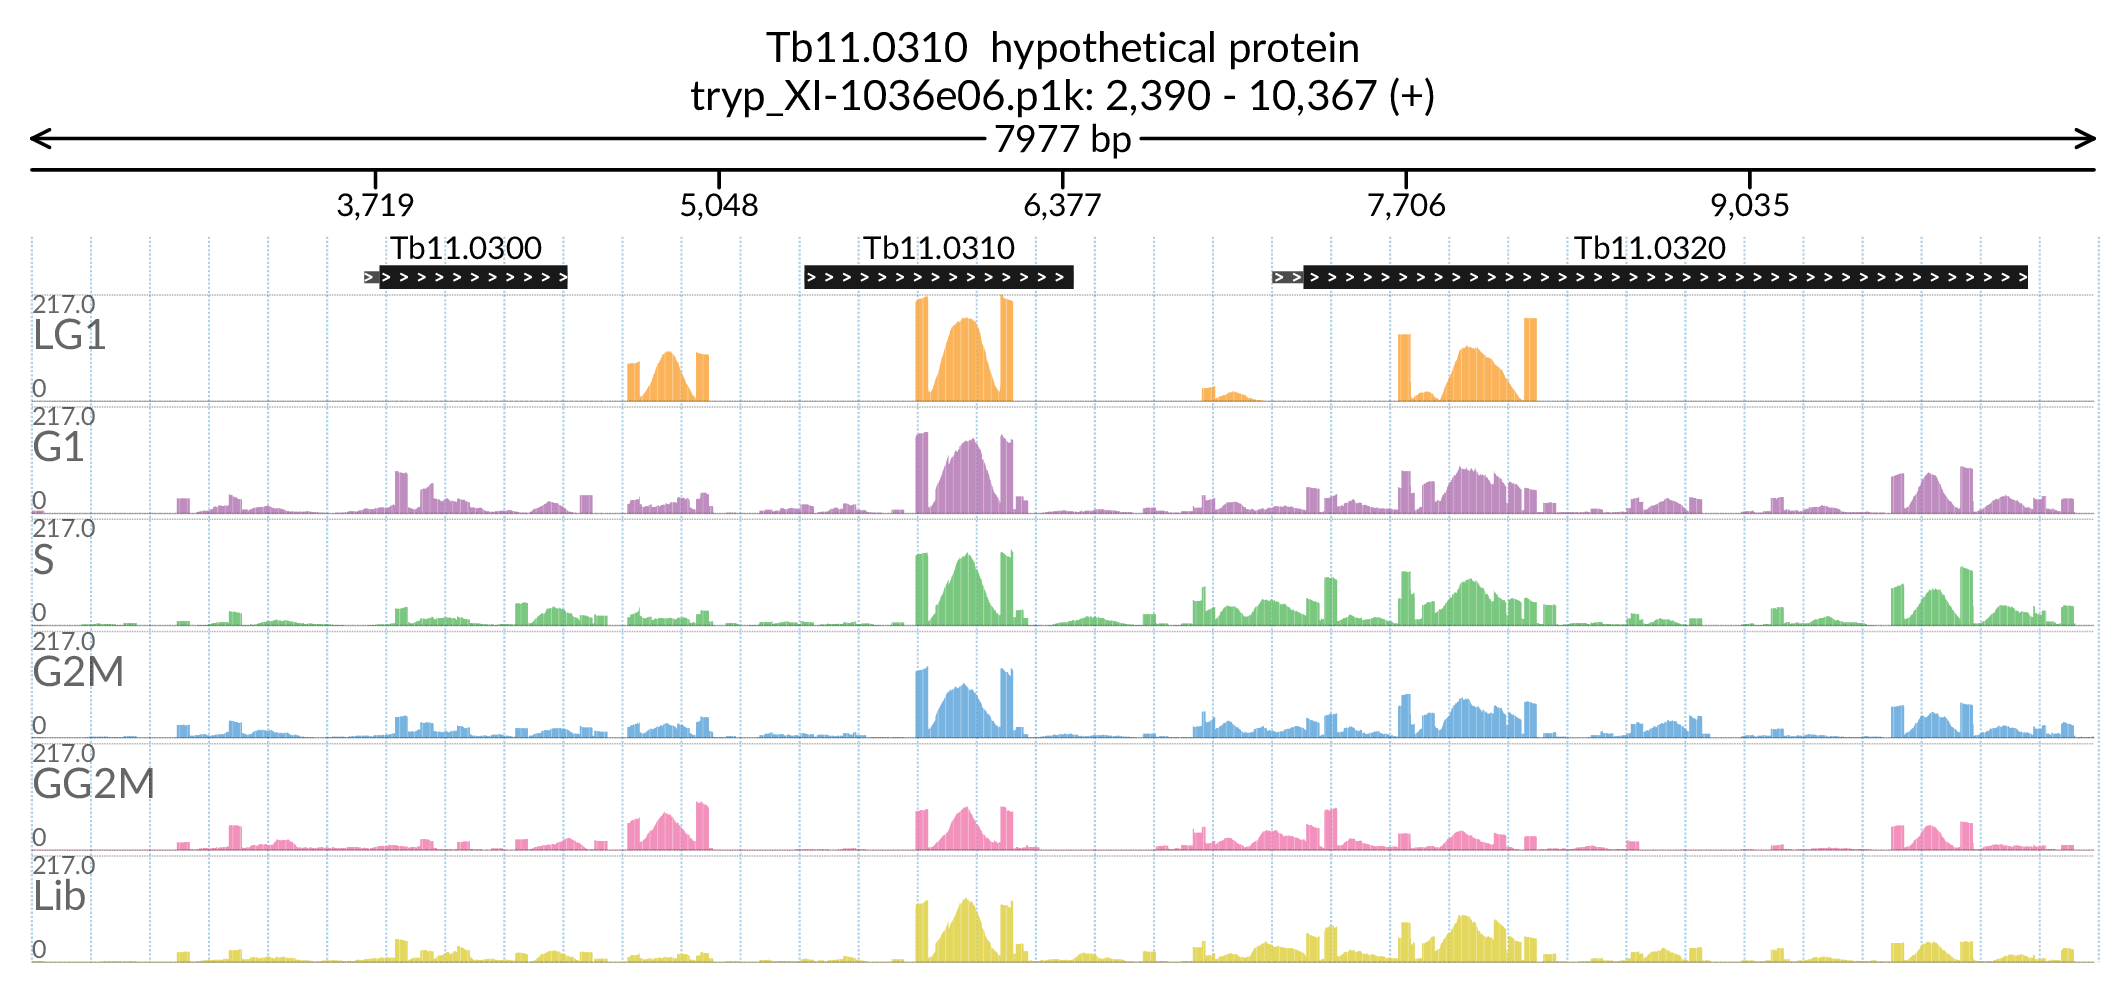 Tb11.0310 hypothetical protein
tryp_XI-1036e06.p1k: 2,390 - 10,367 (+)
7977 bp
3,719 5,048 6,377 7,706 9,035
Tb11.0300 Tb11.0310 Tb11.0320
217.0
LG1
0
217.0
G1
0
217.0
S
0
217.0
G2M
0
217.0
GG2M
0
217.0
Lib
0